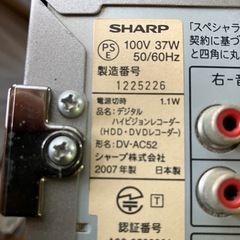 SHARP
PS
E
100V 37W
50/60Hz
製造番号
1225226
電源切時 1.1W
品名:デジタル
ハイビジョンレコーダー
(HDD・DVDレコーダー)
形名:DV-AC52
シャープ株式会社
2007年製 日本製
認証
「スペシャラ
契約に基づ
と四角に丸
右-音